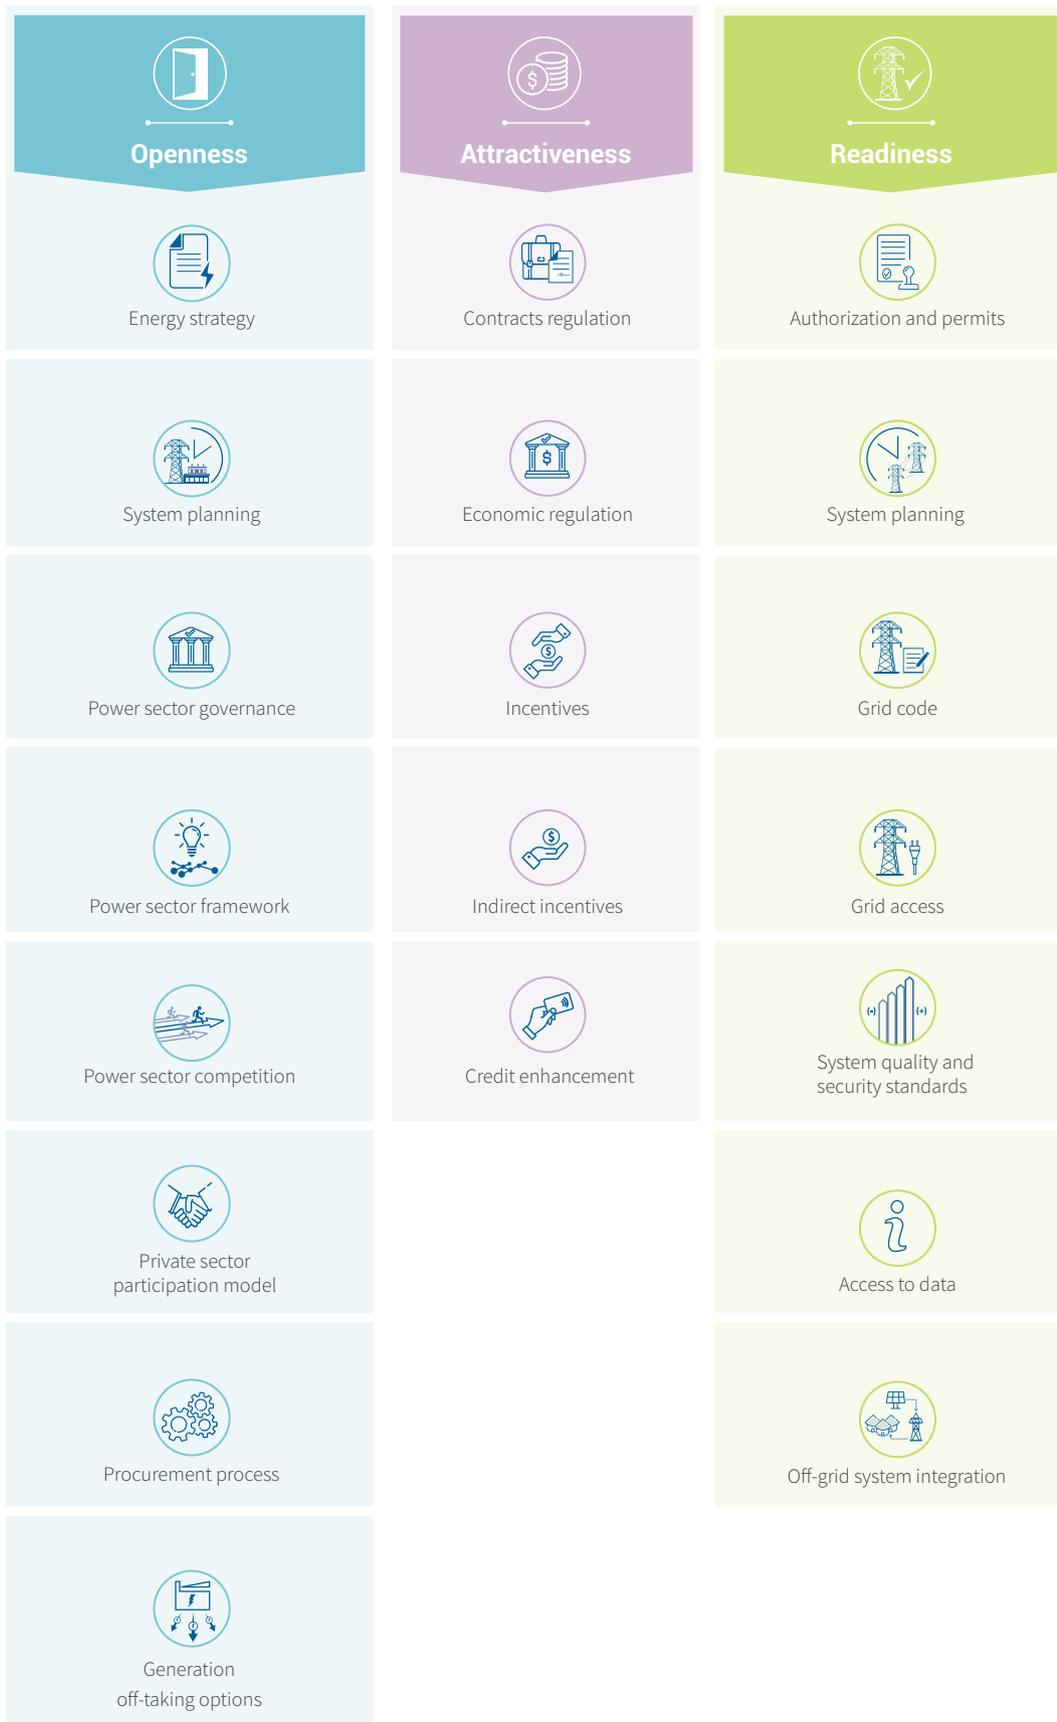 Openness
Energy strategy
System planning
Power sector governance
Power sector framework
Power sector competition
Private sector
participation model
Procurement process
Generation
off-taking options
Attractiveness
Contracts regulation
Economic regulation
Incentives
Indirect incentives
Credit enhancement
Readiness
Authorization and permits
System planning
Grid code
Grid access
(-)
(+)
System quality and
security standards
Access to data
Off-grid system integration